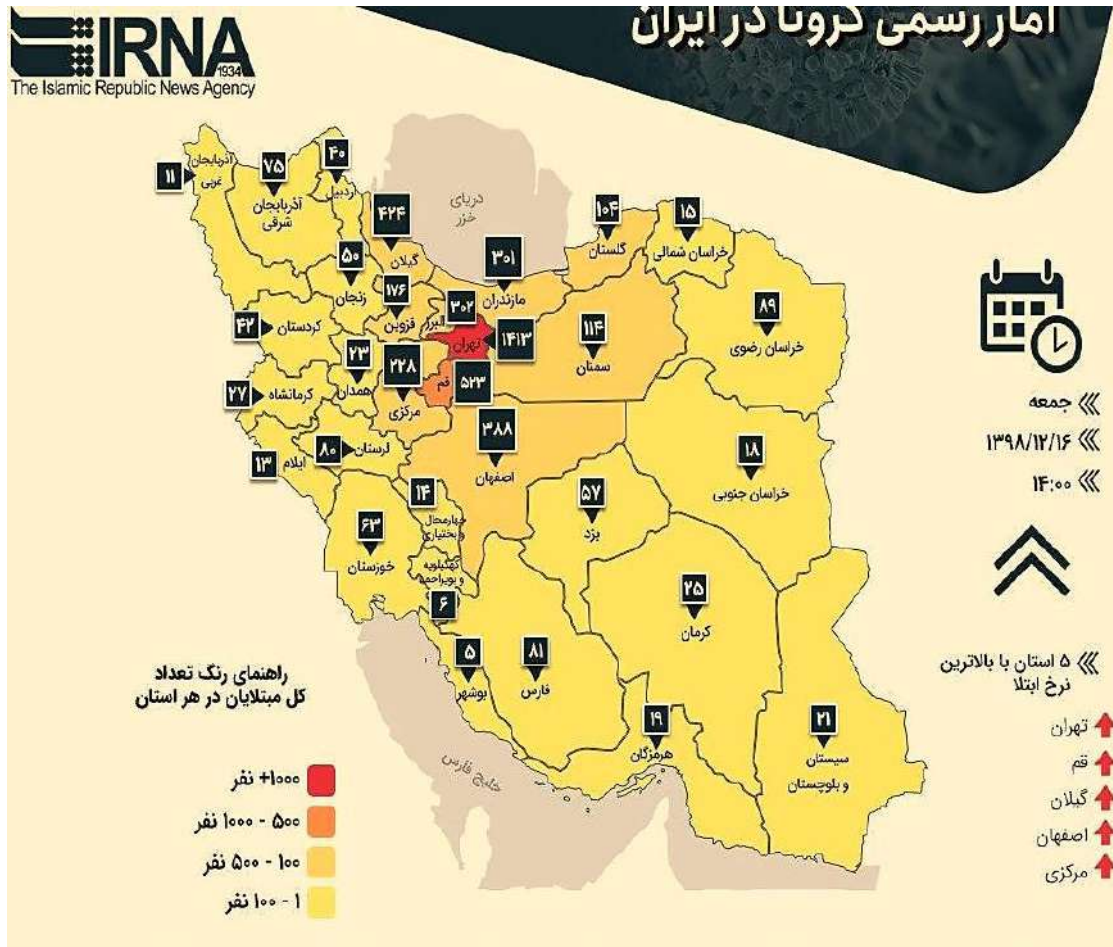 آمار رسمی کرونا در ایران
IRNA
1934
The Islamic Republic News Agency
دریای
خزر
۱۱
آذربایجان
غربی
۷۵
آذربایجان
شرقی
۴۰
اردبیل
۴۲۴
گیلان
۳۰۱
مازندران
۱۰۴
گلستان
۱۵
خراسان شمالی
۸۹
خراسان رضوی
۵۰
زنجان
۱۷۶
قزوین
۳۰۲
البرز
۱۴۱۳
تهران
۱۱۴
سمنان
۴۲
کردستان
۲۳
همدان
۲۲۸
مرکزی
۵۲۳
قم
۲۷
کرمانشاه
۸۰
لرستان
۱۳
ایلام
۳۸۸
اصفهان
۱۸
خراسان جنوبی
۱۴
چهارمحال
و بختیاری
۵۷
یزد
۶۳
خوزستان
کهگیلویه
و بویراحمد
۶
۲۵
کرمان
۵
بوشهر
۸۱
فارس
۱۹
هرمزگان
۲۱
سیستان
و بلوچستان
خلیج فارس
جمعه
۱۳۹۸/۱۲/۱۶
۱۴:۰۰
۵ استان با بالاترین
نرخ ابتلا
تهران
قم
گیلان
اصفهان
مرکزی
راهنمای رنگ تعداد
کل مبتلایان در هر استان
۱۰۰۰+ نفر
۵۰۰ - ۱۰۰۰ نفر
۱۰۰ - ۵۰۰ نفر
۱ - ۱۰۰ نفر